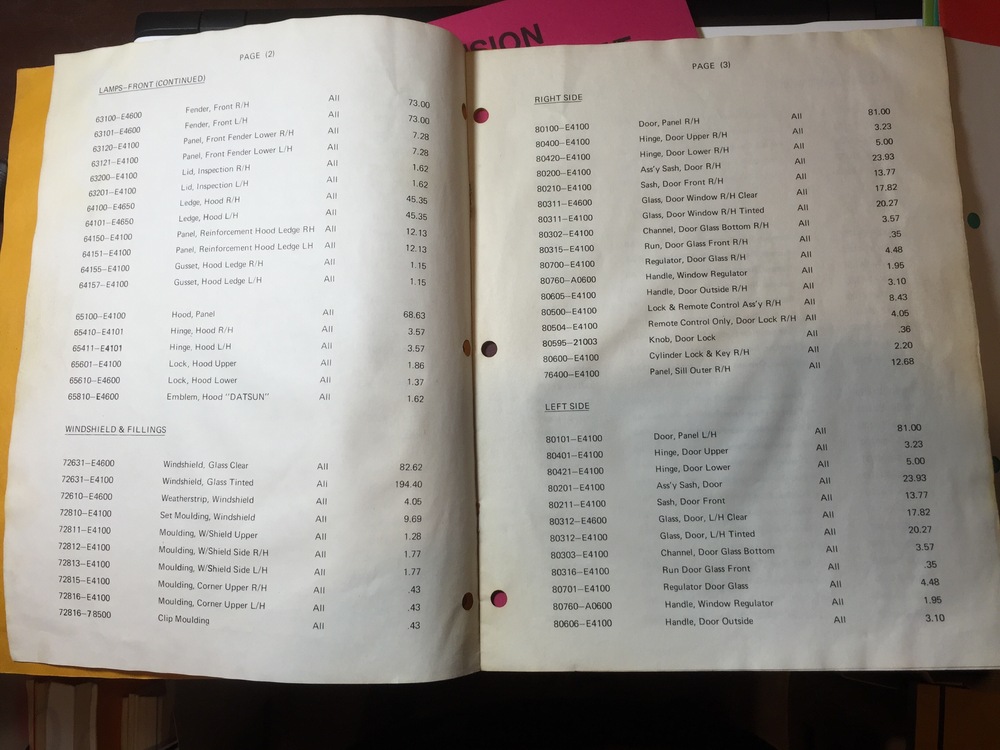 SION
PAGE (2)
LAMPS-FRONT (CONTINUED)
63100-E4600 Fender, Front R/H All 73.00
63101-E4600 Fender, Front L/H All 73.00
63120-E4100 Panel, Front Fender Lower R/H All 7.28
63121-E4100 Panel, Front Fender Lower L/H All 7.28
63200-E4100 Lid, Inspection R/H All 1.62
63201-E4100 Lid, Inspection L/H All 1.62
64100-E4650 Ledge, Hood R/H All 45.35
64101-E4650 Ledge, Hood L/H All 45.35
64150-E4100 Panel, Reinforcement Hood Ledge RH All 12.13
64151-E4100 Panel, Reinforcement Hood Ledge LH All 12.13
64155-E4100 Gusset, Hood Ledge R/H All 1.15
64157-E4100 Gusset, Hood Ledge L/H All 1.15
65100-E4100 Hood, Panel All 68.63
65410-E4101 Hinge, Hood R/H All 3.57
65411-E4101 Hinge, Hood L/H All 3.57
65601-E4100 Lock, Hood Upper All 1.86
65610-E4600 Lock, Hood Lower All 1.37
65810-E4600 Emblem, Hood "DATSUN" All 1.62
WINDSHIELD & FILLINGS
72631-E4600 Windshield, Glass Clear All 82.62
72631-E4100 Windshield, Glass Tinted All 194.40
72610-E4600 Weatherstrip, Windshield All 4.05
72810-E4100 Set Moulding, Windshield All 9.69
72811-E4100 Moulding, W/Shield Upper All 1.28
72812-E4100 Moulding, W/Shield Side R/H All 1.77
72813-E4100 Moulding, W/Shield Side L/H All 1.77
72815-E4100 Moulding, Corner Upper R/H All .43
72816-E4100 Moulding, Corner Upper L/H All .43
72816-78500 Clip Moulding All .43
PAGE (3)
RIGHT SIDE
80100-E4100 Door, Panel R/H All 81.00
80400-E4100 Hinge, Door Upper R/H All 3.23
80420-E4100 Hinge, Door Lower R/H All 5.00
80200-E4100 Ass'y Sash, Door R/H All 23.93
80210-E4100 Sash, Door Front R/H All 13.77
80311-E4600 Glass, Door Window R/H Clear All 17.82
80311-E4100 Glass, Door Window R/H Tinted All 20.27
80302-E4100 Channel, Door Glass Bottom R/H All 3.57
80315-E4100 Run, Door Glass Front R/H All .35
80700-E4100 Regulator, Door Glass R/H All 4.48
80760-A0600 Handle, Window Regulator All 1.95
80605-E4100 Handle, Door Outside R/H All 3.10
80500-E4100 Lock & Remote Control Ass'y R/H All 8.43
80504-E4100 Remote Control Only, Door Lock R/H All 4.05
80595-21003 Knob, Door Lock All .36
80600-E4100 Cylinder Lock & Key R/H All 2.20
76400-E4100 Panel, Sill Outer R/H All 12.68
LEFT SIDE
80101-E4100 Door, Panel L/H All 81.00
80401-E4100 Hinge, Door Upper All 3.23
80421-E4100 Hinge, Door Lower All 5.00
80201-E4100 Ass'y Sash, Door All 23.93
80211-E4100 Sash, Door Front All 13.77
80312-E4600 Glass, Door, L/H Clear All 17.82
80312-E4100 Glass, Door, L/H Tinted All 20.27
80303-E4100 Channel, Door Glass Bottom All 3.57
80316-E4100 Run Door Glass Front All .35
80701-E4100 Regulator Door Glass All 4.48
80760-A0600 Handle, Window Regulator All 1.95
80606-E4100 Handle, Door Outside All 3.10